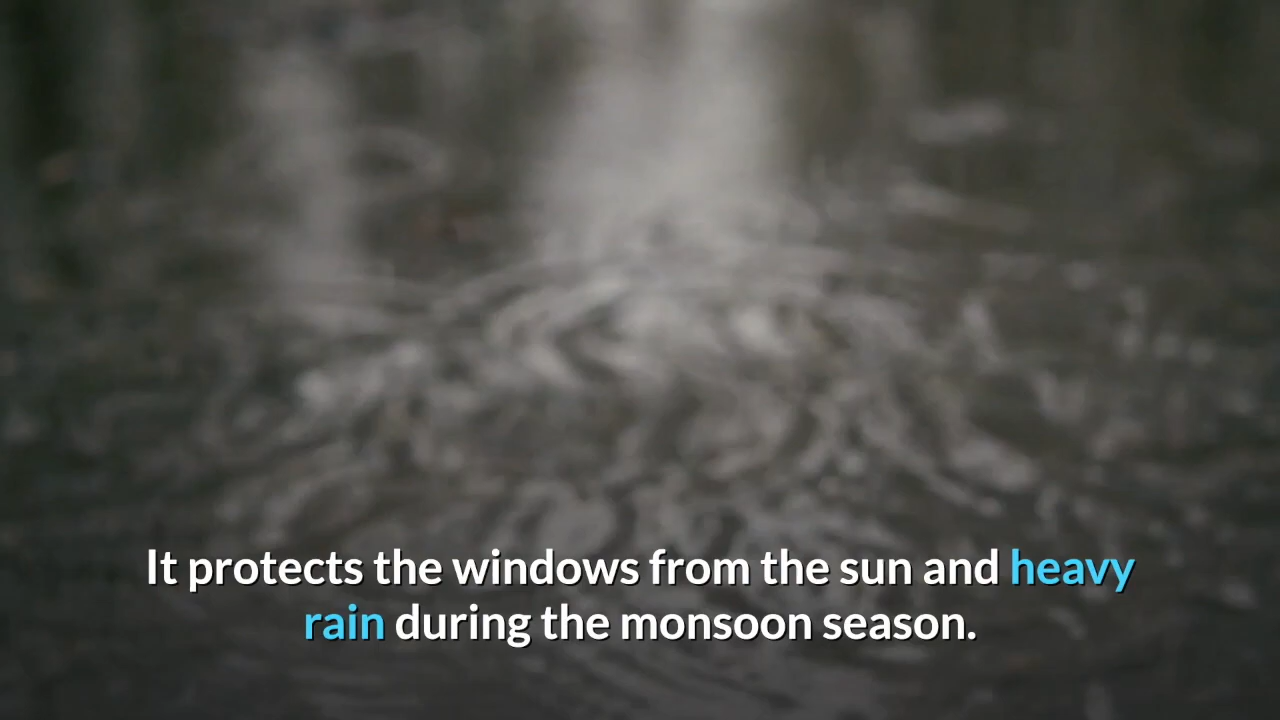 It protects the windows from the sun and heavy
rain during the monsoon season.